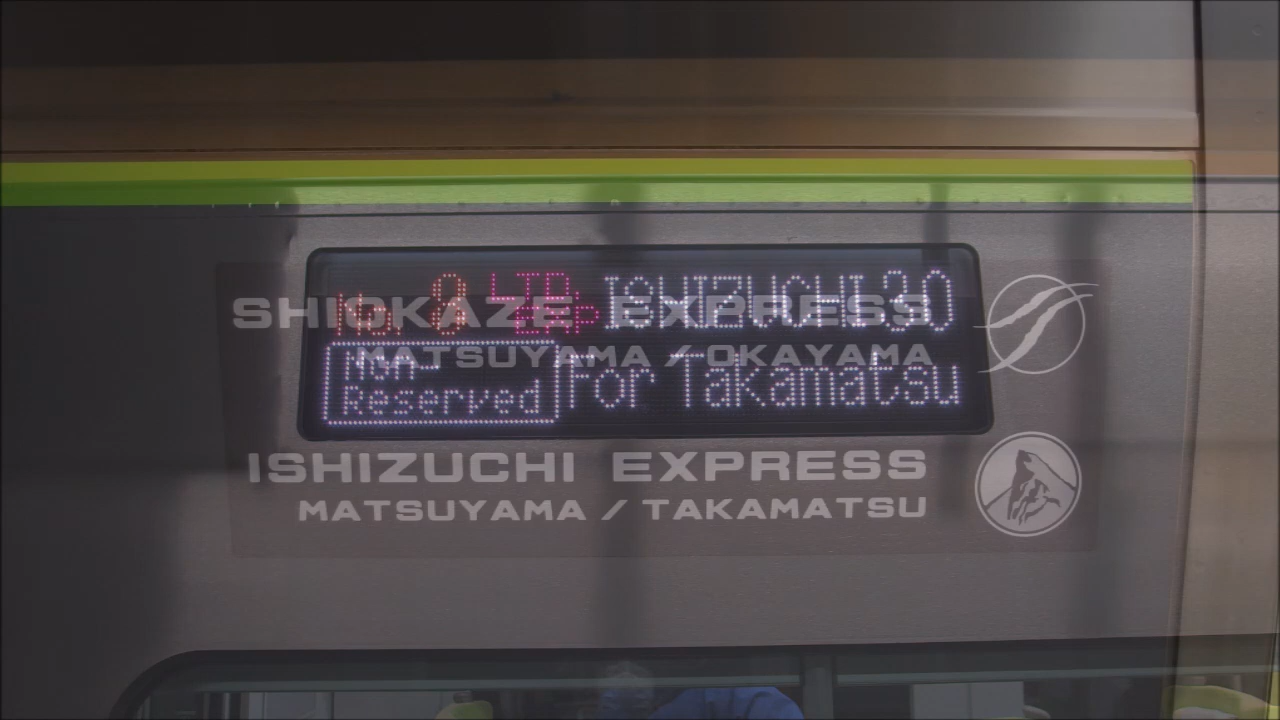 No. 8 LTD. EXP ISHIZUCHI 30
Non-Reserved for Takamatsu
SHIOKAZE EXPRESS
MATSUYAMA / OKAYAMA
ISHIZUCHI EXPRESS
MATSUYAMA / TAKAMATSU